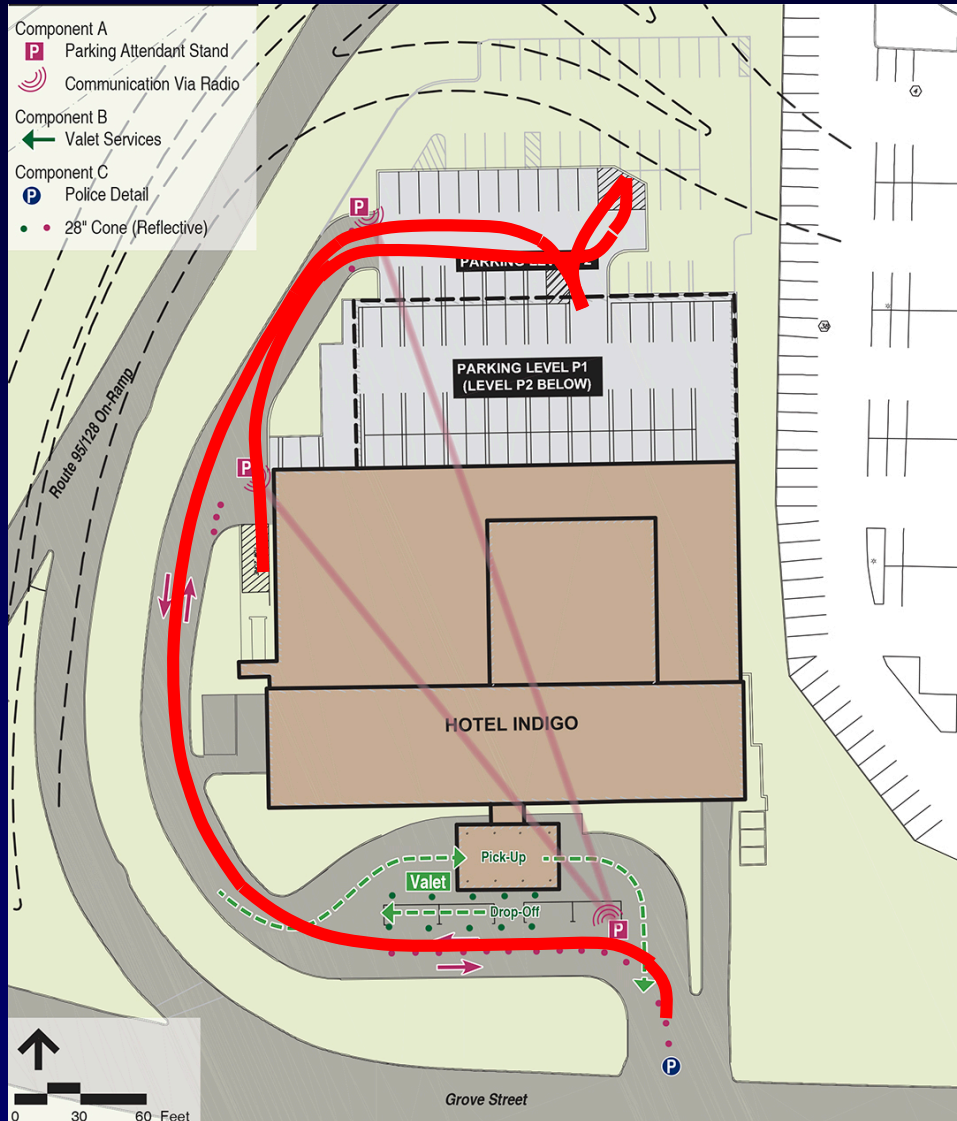 Component A
P Parking Attendant Stand
Communication Via Radio
Component B
Valet Services
Component C
P Police Detail
28" Cone (Reflective)
P
PARKING
PARKING LEVEL P1
(LEVEL P2 BELOW)
Route 95/128 On-Ramp
P
HOTEL INDIGO
Pick-Up
Valet
Drop-Off
P
P
Grove Street
0 30 60 Feet